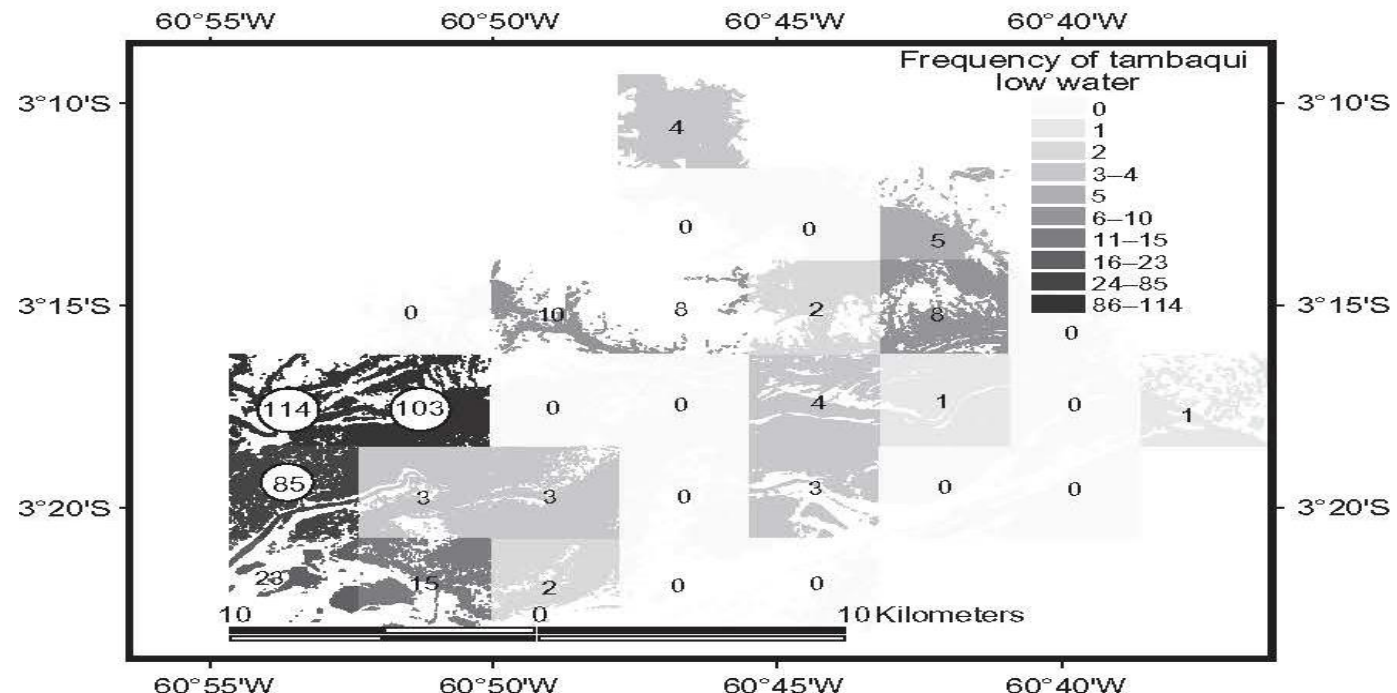 60°55'W 60°50'W 60°45'W 60°40'W
Frequency of tambaqui
low water
3°10'S 3°10'S
0
1
2
3–4
5
6–10
11–15
16–23
24–85
86–114
4
0 0 5
3°15'S 3°15'S
0 10 8 2 8 0
114 103 0 0 4 1 0 1
85 3 3 0 3 0 0
3°20'S 3°20'S
23 15 2 0 0
10 0 10 Kilometers
60°55'W 60°50'W 60°45'W 60°40'W